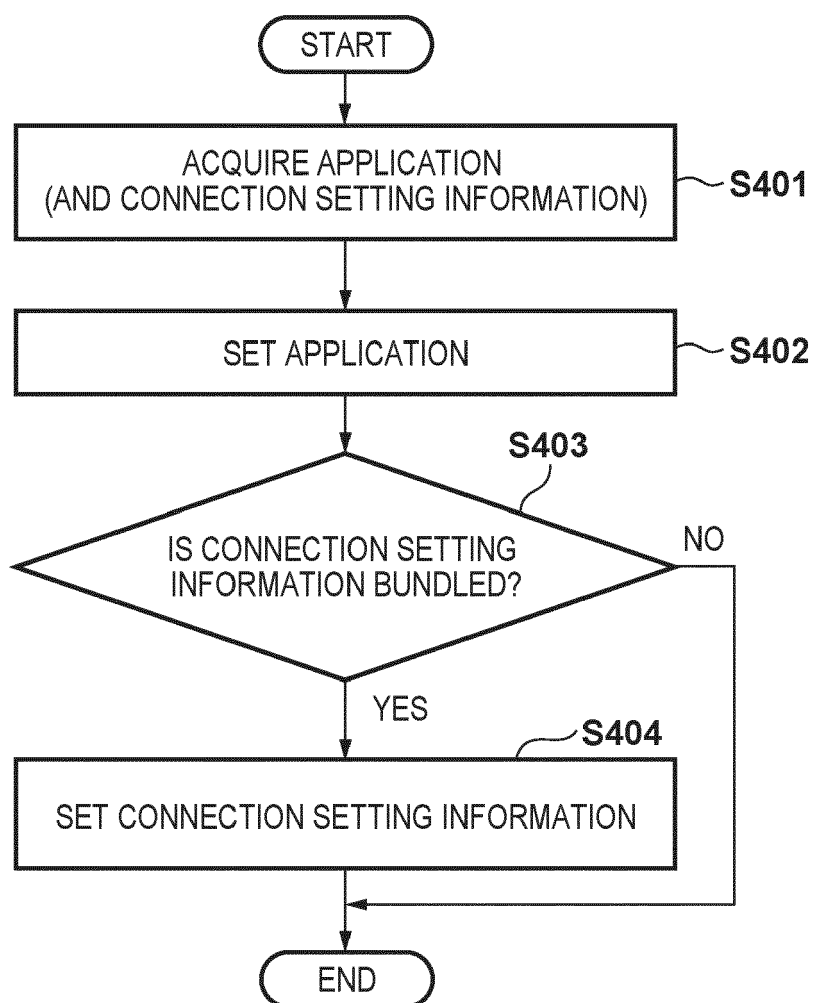 START
ACQUIRE APPLICATION
(AND CONNECTION SETTING INFORMATION)
S401
SET APPLICATION
S402
S403
IS CONNECTION SETTING
INFORMATION BUNDLED?
NO
YES
S404
SET CONNECTION SETTING INFORMATION
END